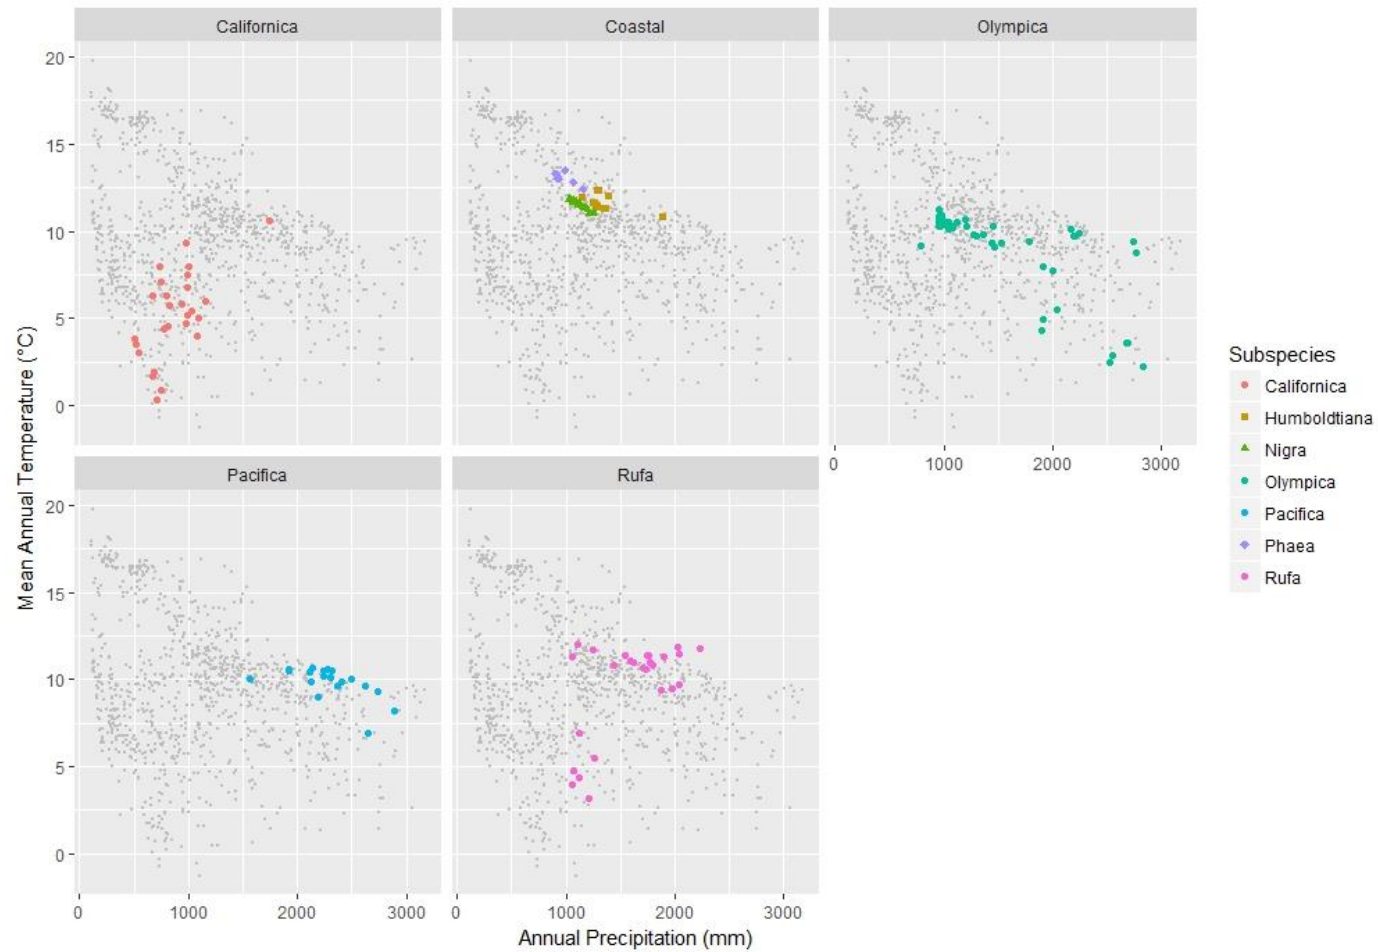 Californica
Coastal
Olympica
20
15
10
5
0
0
1000
2000
3000
Pacifica
Rufa
20
15
10
5
0
0
1000
2000
3000
0
1000
2000
3000
Mean Annual Temperature (°C)
Annual Precipitation (mm)
Subspecies
Californica
Humboldtiana
Nigra
Olympica
Pacifica
Phaea
Rufa